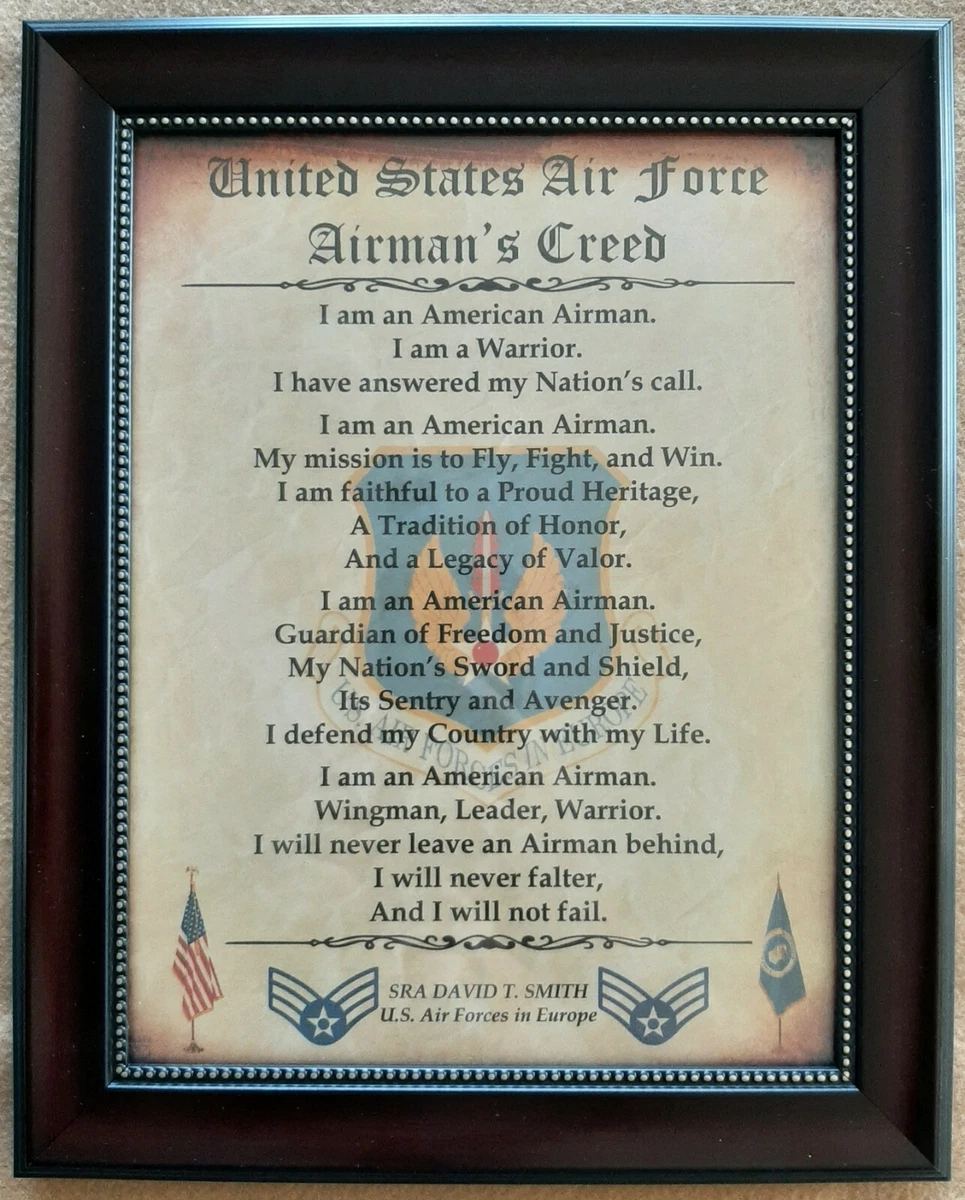 United States Air Force
Airman's Creed
I am an American Airman.
I am a Warrior.
I have answered my Nation's call.
I am an American Airman.
My mission is to Fly, Fight, and Win.
I am faithful to a Proud Heritage,
A Tradition of Honor,
And a Legacy of Valor.
I am an American Airman.
Guardian of Freedom and Justice,
My Nation's Sword and Shield,
Its Sentry and Avenger.
I defend my Country with my Life.
U.S. AIR FORCES IN EUROPE
I am an American Airman.
Wingman, Leader, Warrior.
I will never leave an Airman behind,
I will never falter,
And I will not fail.
SRA DAVID T. SMITH
U.S. Air Forces in Europe